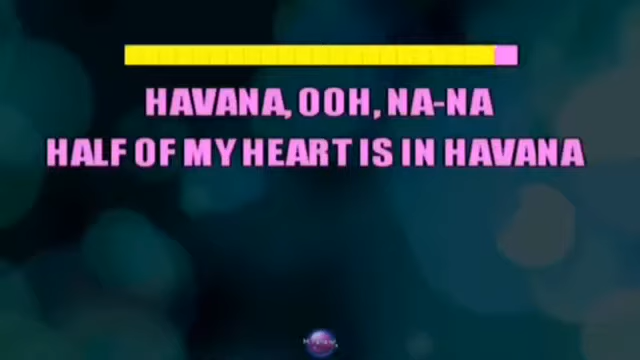 HAVANA, OOH, NA-NA
HALF OF MY HEART IS IN HAVANA